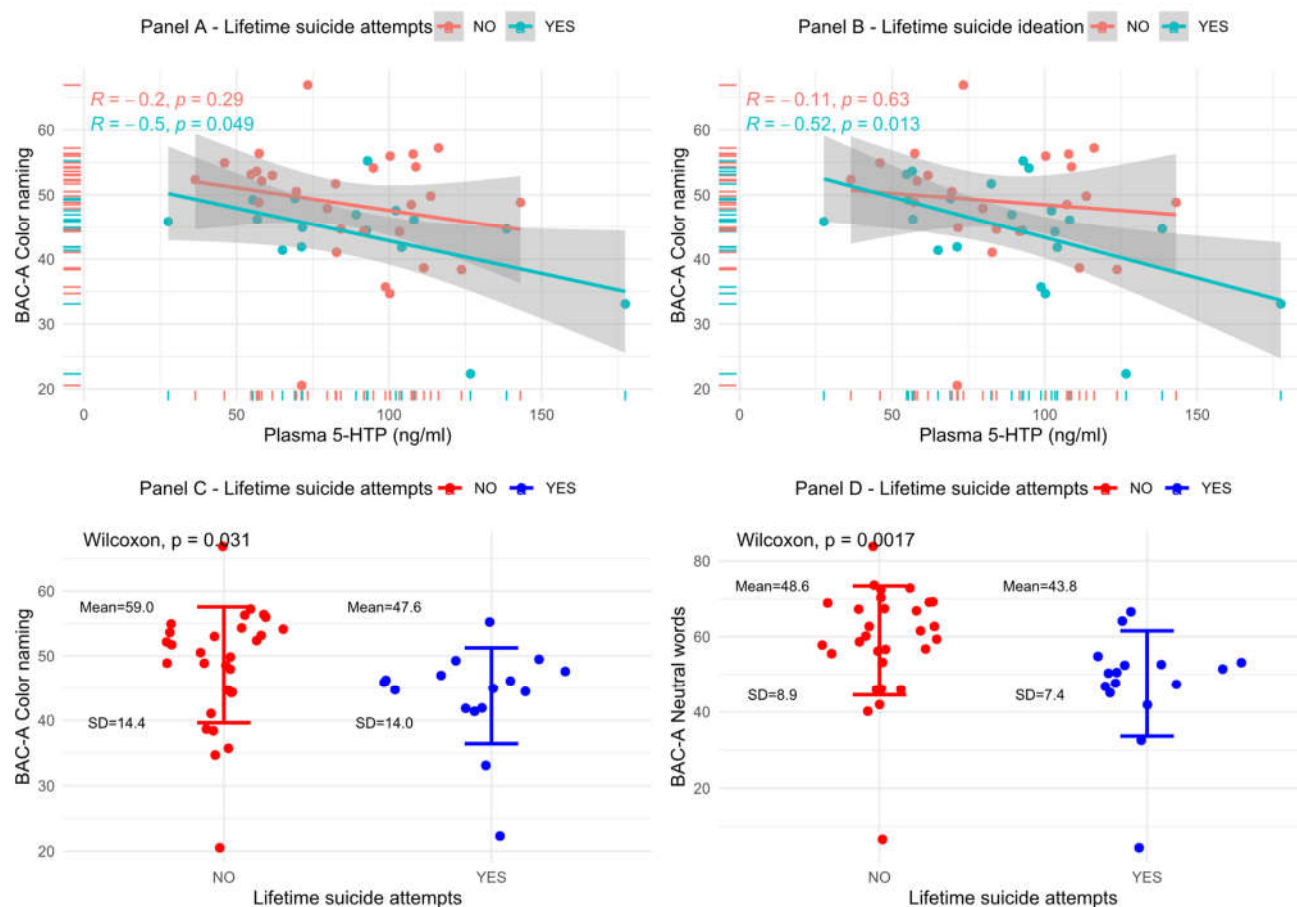 Panel A - Lifetime suicide attempts NO YES
R = −0.2, p = 0.29
R = −0.5, p = 0.049
BAC-A Color naming
60
50
40
30
20
0 50 100 150
Plasma 5-HTP (ng/ml)
Panel B - Lifetime suicide ideation NO YES
R = −0.11, p = 0.63
R = −0.52, p = 0.013
BAC-A Color naming
60
50
40
30
20
0 50 100 150
Plasma 5-HTP (ng/ml)
Panel C - Lifetime suicide attempts NO YES
Wilcoxon, p = 0.031
Mean=59.0 Mean=47.6
SD=14.4 SD=14.0
BAC-A Color naming
60
50
40
30
20
NO YES
Lifetime suicide attempts
Panel D - Lifetime suicide attempts NO YES
Wilcoxon, p = 0.0017
Mean=48.6 Mean=43.8
SD=8.9 SD=7.4
BAC-A Neutral words
80
60
40
20
NO YES
Lifetime suicide attempts